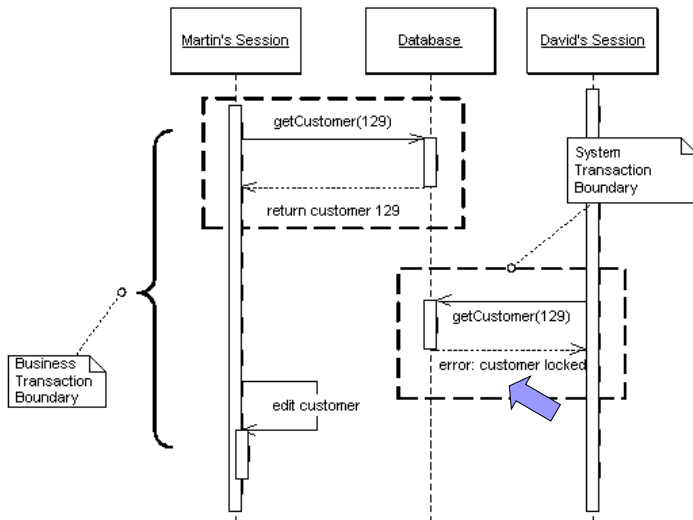 Martin's Session
Database
David's Session
getCustomer(129)
return customer 129
System
Transaction
Boundary
getCustomer(129)
error: customer locked
Business
Transaction
Boundary
edit customer